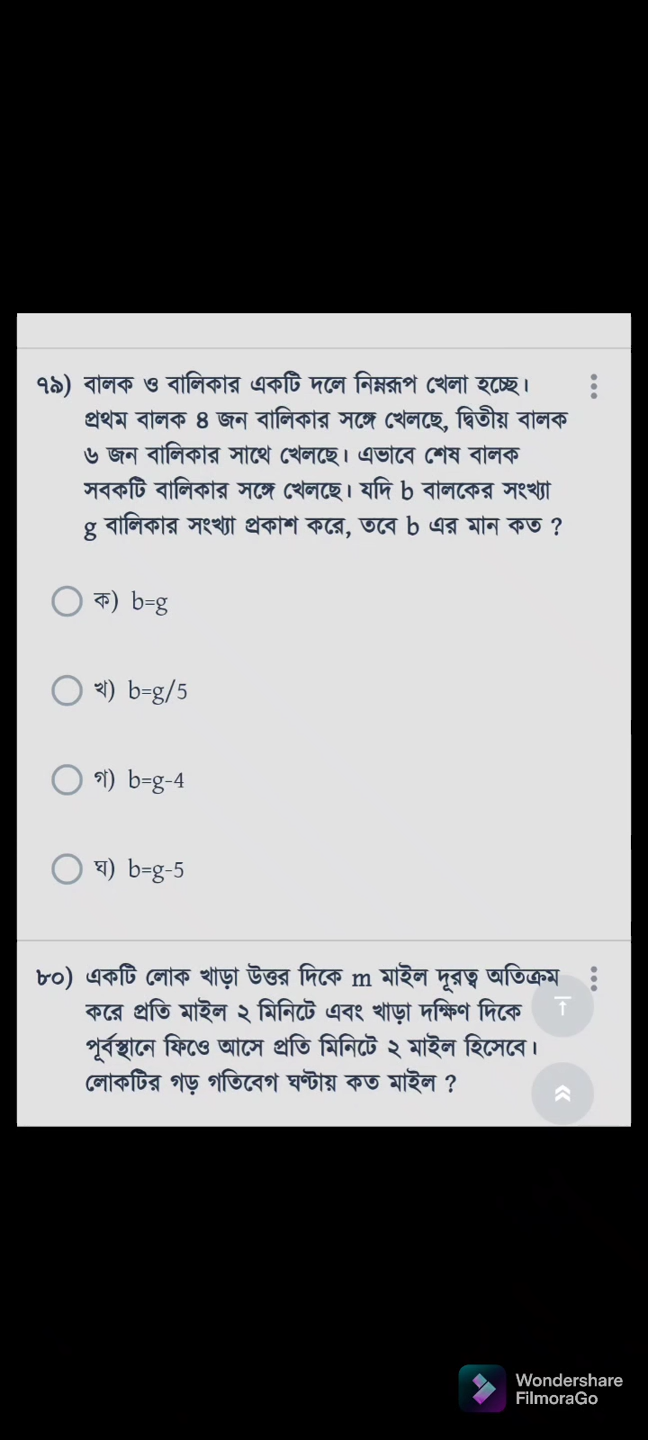 ৭৯) বালক ও বালিকার একটি দলে নিম্নরূপ খেলা হচ্ছে।
প্রথম বালক ৪ জন বালিকার সঙ্গে খেলছে, দ্বিতীয় বালক
৬ জন বালিকার সাথে খেলছে। এভাবে শেষ বালক
সবকটি বালিকার সঙ্গে খেলছে। যদি b বালকের সংখ্যা
g বালিকার সংখ্যা প্রকাশ করে, তবে b এর মান কত ?
ক) b=g
খ) b=g/5
গ) b=g-4
ঘ) b=g-5
৮০) একটি লোক খাড়া উত্তর দিকে m মাইল দূরত্ব অতিক্রম
করে প্রতি মাইল ২ মিনিটে এবং খাড়া দক্ষিণ দিকে
পূর্বস্থানে ফিওে আসে প্রতি মিনিটে ২ মাইল হিসেবে।
লোকটির গড় গতিবেগ ঘণ্টায় কত মাইল ?
Wondershare
FilmoraGo